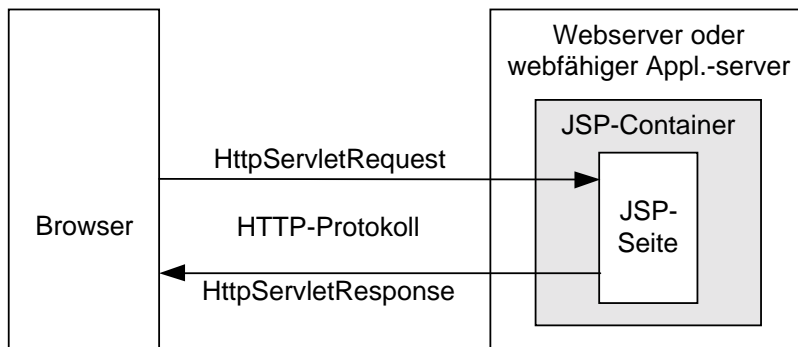 Webserver oder
webfähiger Appl.-server
JSP-Container
HttpServletRequest
Browser
HTTP-Protokoll
JSP-
Seite
HttpServletResponse